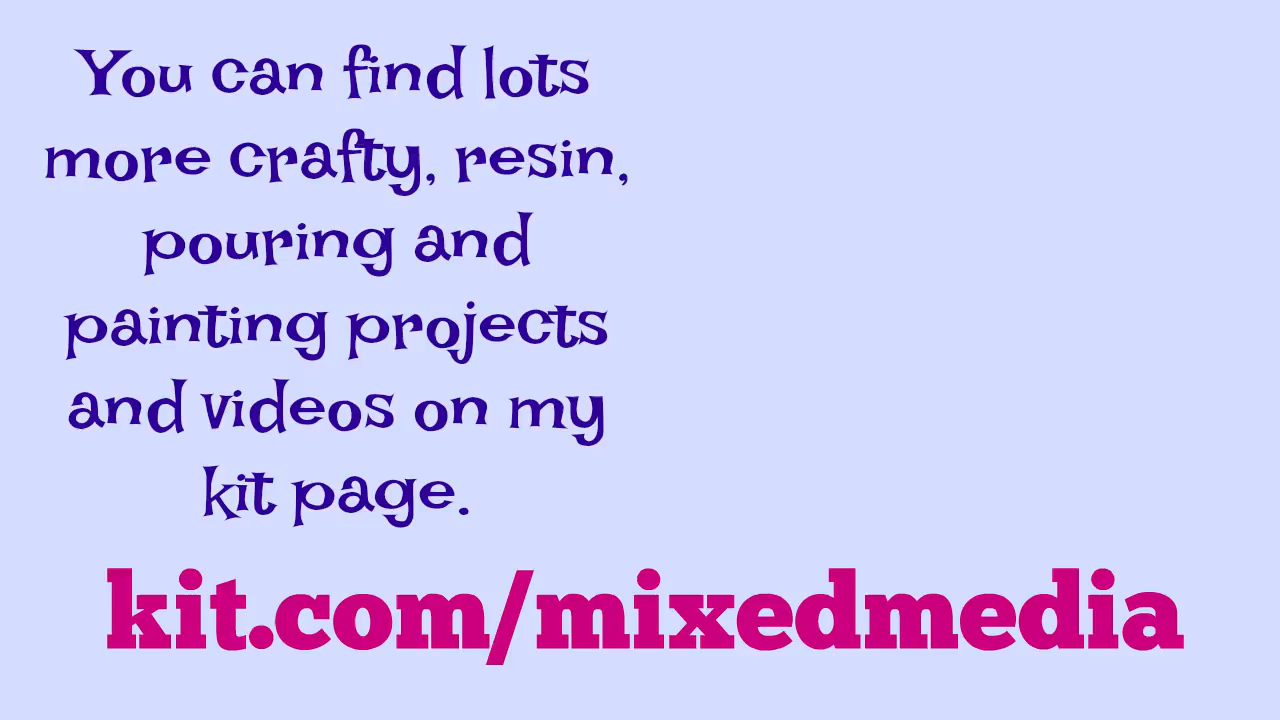 You can find lots
more crafty, resin,
pouring and
painting projects
and videos on my
kit page.
kit.com/mixedmedia